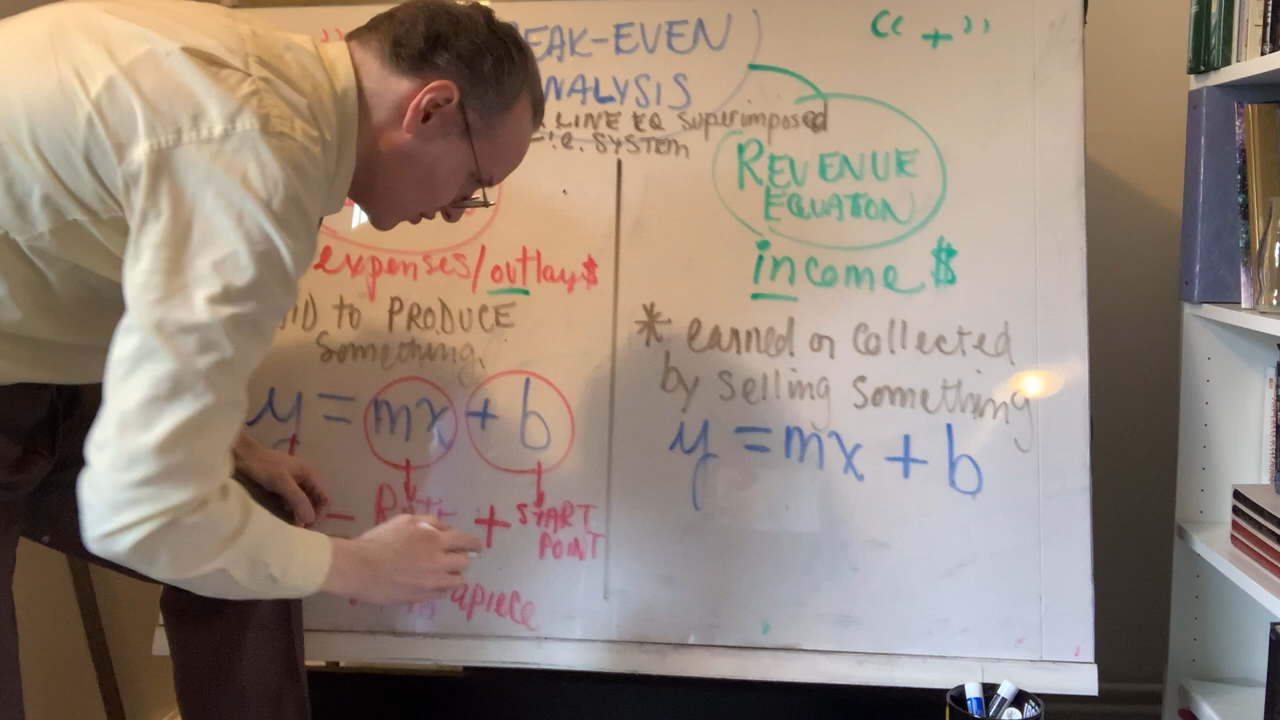 EAK-EVEN
NALYSIS
LINE EQ Superimposed
i.e. SYSTEM
“ + ”
REVENUE
EQUATON
expenses/outlay$
income $
TO PRODUCE
Something.
* earned or collected
by selling something
y = mx + b
y = mx + b
+ START
POINT
apiece